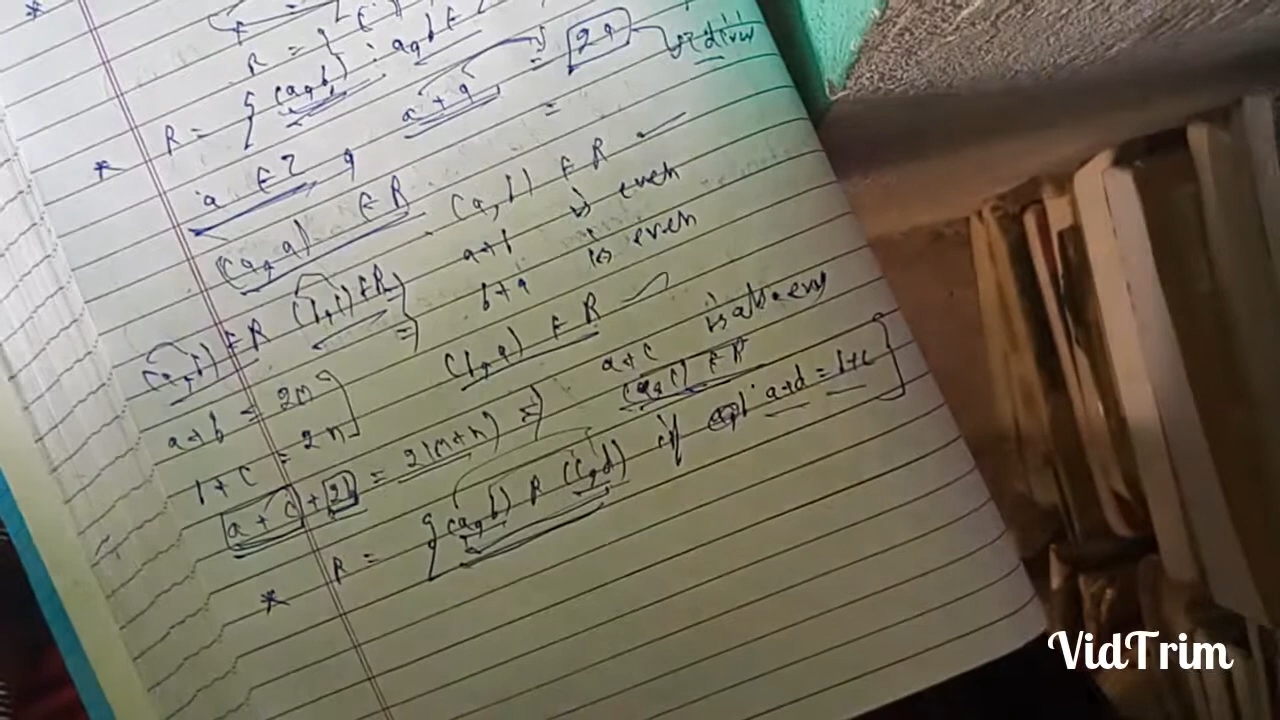 R = {
* R = { (a, b) : a, b ∈ Z
a + a = 2a
a ∈ Z,
(a, a) ∈ R
(a, b) ∈ R
a+b is even
b+a is even
(b, a) ∈ R
(a, b) ∈ R (b, c) ∈ R } =
a+b = 2m
b+c = 2n
a + c + 2b = 2(m+n) =>
a+c is also even
(a, c) ∈ R
* R = { (a, b) R (c, d) if a+d = b+c }
VidTrim